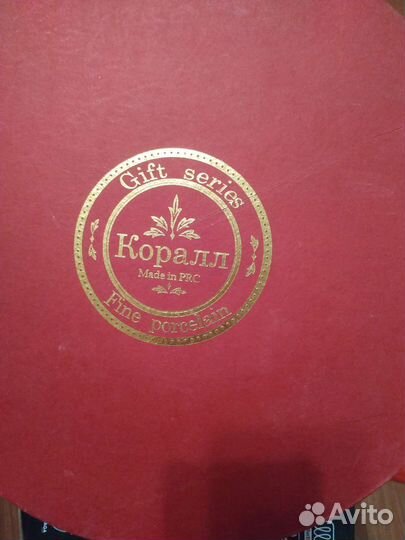 Gift series
Коралл
Made in PRC
Fine porcelain
Avito